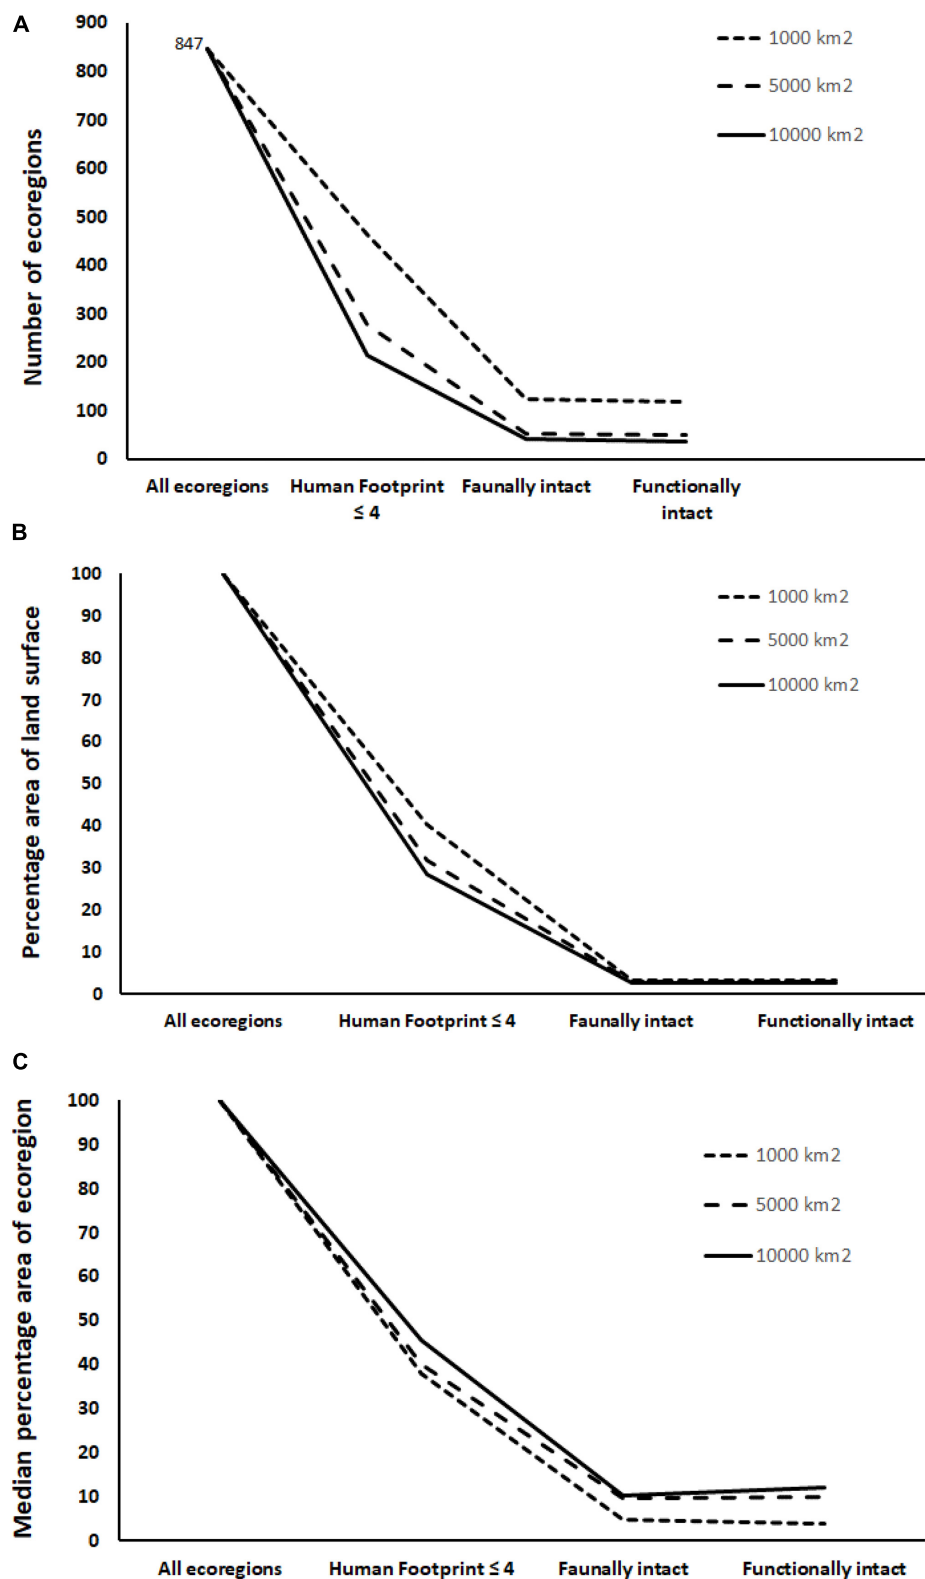 A
Number of ecoregions
900
800
700
600
500
400
300
200
100
0
847
1000 km2
5000 km2
10000 km2
All ecoregions
Human Footprint
≤ 4
Faunally intact
Functionally
intact
B
Percentage area of land surface
100
90
80
70
60
50
40
30
20
10
0
1000 km2
5000 km2
10000 km2
All ecoregions
Human Footprint ≤ 4
Faunally intact
Functionally intact
C
Median percentage area of ecoregion
100
90
80
70
60
50
40
30
20
10
0
1000 km2
5000 km2
10000 km2
All ecoregions
Human Footprint ≤ 4
Faunally intact
Functionally intact